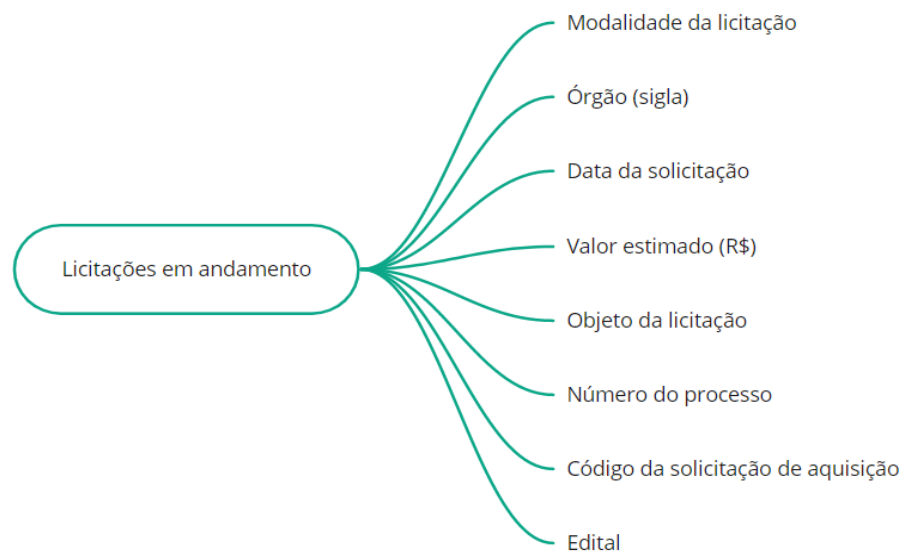 Modalidade da licitação
Órgão (sigla)
Data da solicitação
Valor estimado (R$)
Licitações em andamento
Objeto da licitação
Número do processo
Código da solicitação de aquisição
Edital